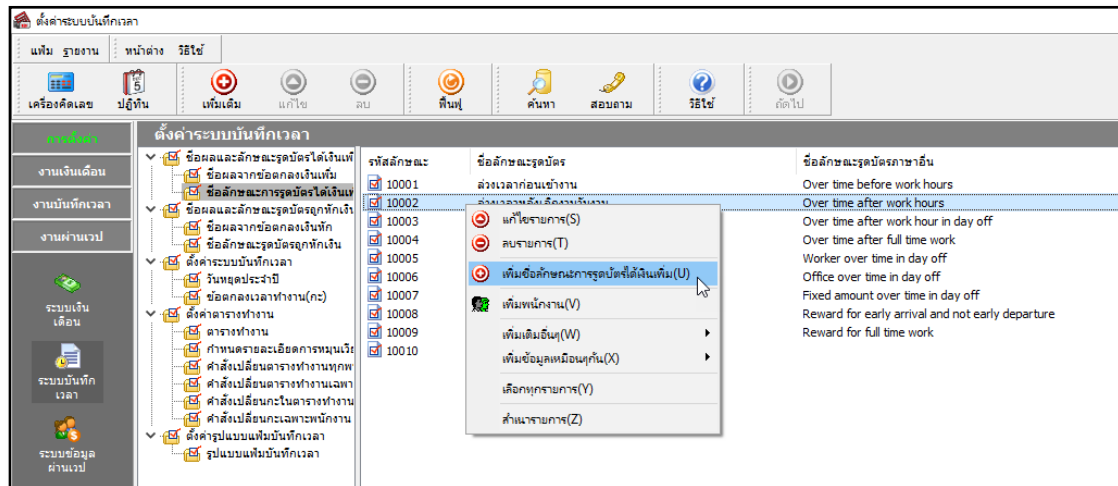 ตั้งค่าระบบบันทึกเวลา
แฟ้ม รายงาน หน้าต่าง วิธีใช้
5
เครื่องคิดเลข ปฏิทิน เพิ่มเติม แก้ไข ลบ ฟื้นฟู ค้นหา สอบถาม วิธีใช้ ถัดไป
การตั้งค่า
งานเงินเดือน
งานบันทึกเวลา
งานผ่านเวป
ระบบเงิน
เดือน
ระบบบันทึก
เวลา
ระบบข้อมูล
ผ่านเวป
ตั้งค่าระบบบันทึกเวลา
ชื่อผลและลักษณะรูดบัตรได้เงินเพิ่
ชื่อผลจากข้อตกลงเงินเพิ่ม
ชื่อลักษณะการรูดบัตรได้เงินเพ
ชื่อผลและลักษณะรูดบัตรถูกหักเงิ
ชื่อผลจากข้อตกลงเงินหัก
ชื่อลักษณะรูดบัตรถูกหักเงิน
ตั้งค่าระบบบันทึกเวลา
วันหยุดประจำปี
ข้อตกลงเวลาทำงาน(กะ)
ตั้งค่าตารางทำงาน
ตารางทำงาน
กำหนดรายละเอียดการหมุนเวีย
คำสั่งเปลี่ยนตารางทำงานทุกพ
คำสั่งเปลี่ยนตารางทำงานเฉพา
คำสั่งเปลี่ยนกะในตารางทำงาน
คำสั่งเปลี่ยนกะเฉพาะพนักงาน
ตั้งค่ารูปแบบแฟ้มบันทึกเวลา
รูปแบบแฟ้มบันทึกเวลา
รหัสลักษณะ ชื่อลักษณะรูดบัตร ชื่อลักษณะรูดบัตรภาษาอื่น
10001 ล่วงเวลาก่อนเข้างาน Over time before work hours
10002 ล่วงเวลาหลังเลิกงานวันงาน Over time after work hours
10003 Over time after work hour in day off
10004 Over time after full time work
10005 Worker over time in day off
10006 Office over time in day off
10007 Fixed amount over time in day off
10008 Reward for early arrival and not early departure
10009 Reward for full time work
10010
แก้ไขรายการ(S)
ลบรายการ(T)
เพิ่มชื่อลักษณะการรูดบัตรได้เงินเพิ่ม(U)
เพิ่มพนักงาน(V)
เพิ่มเติมอื่นๆ(W)
เพิ่มข้อมูลเหมือนๆกัน(X)
เลือกทุกรายการ(Y)
สำเนารายการ(Z)